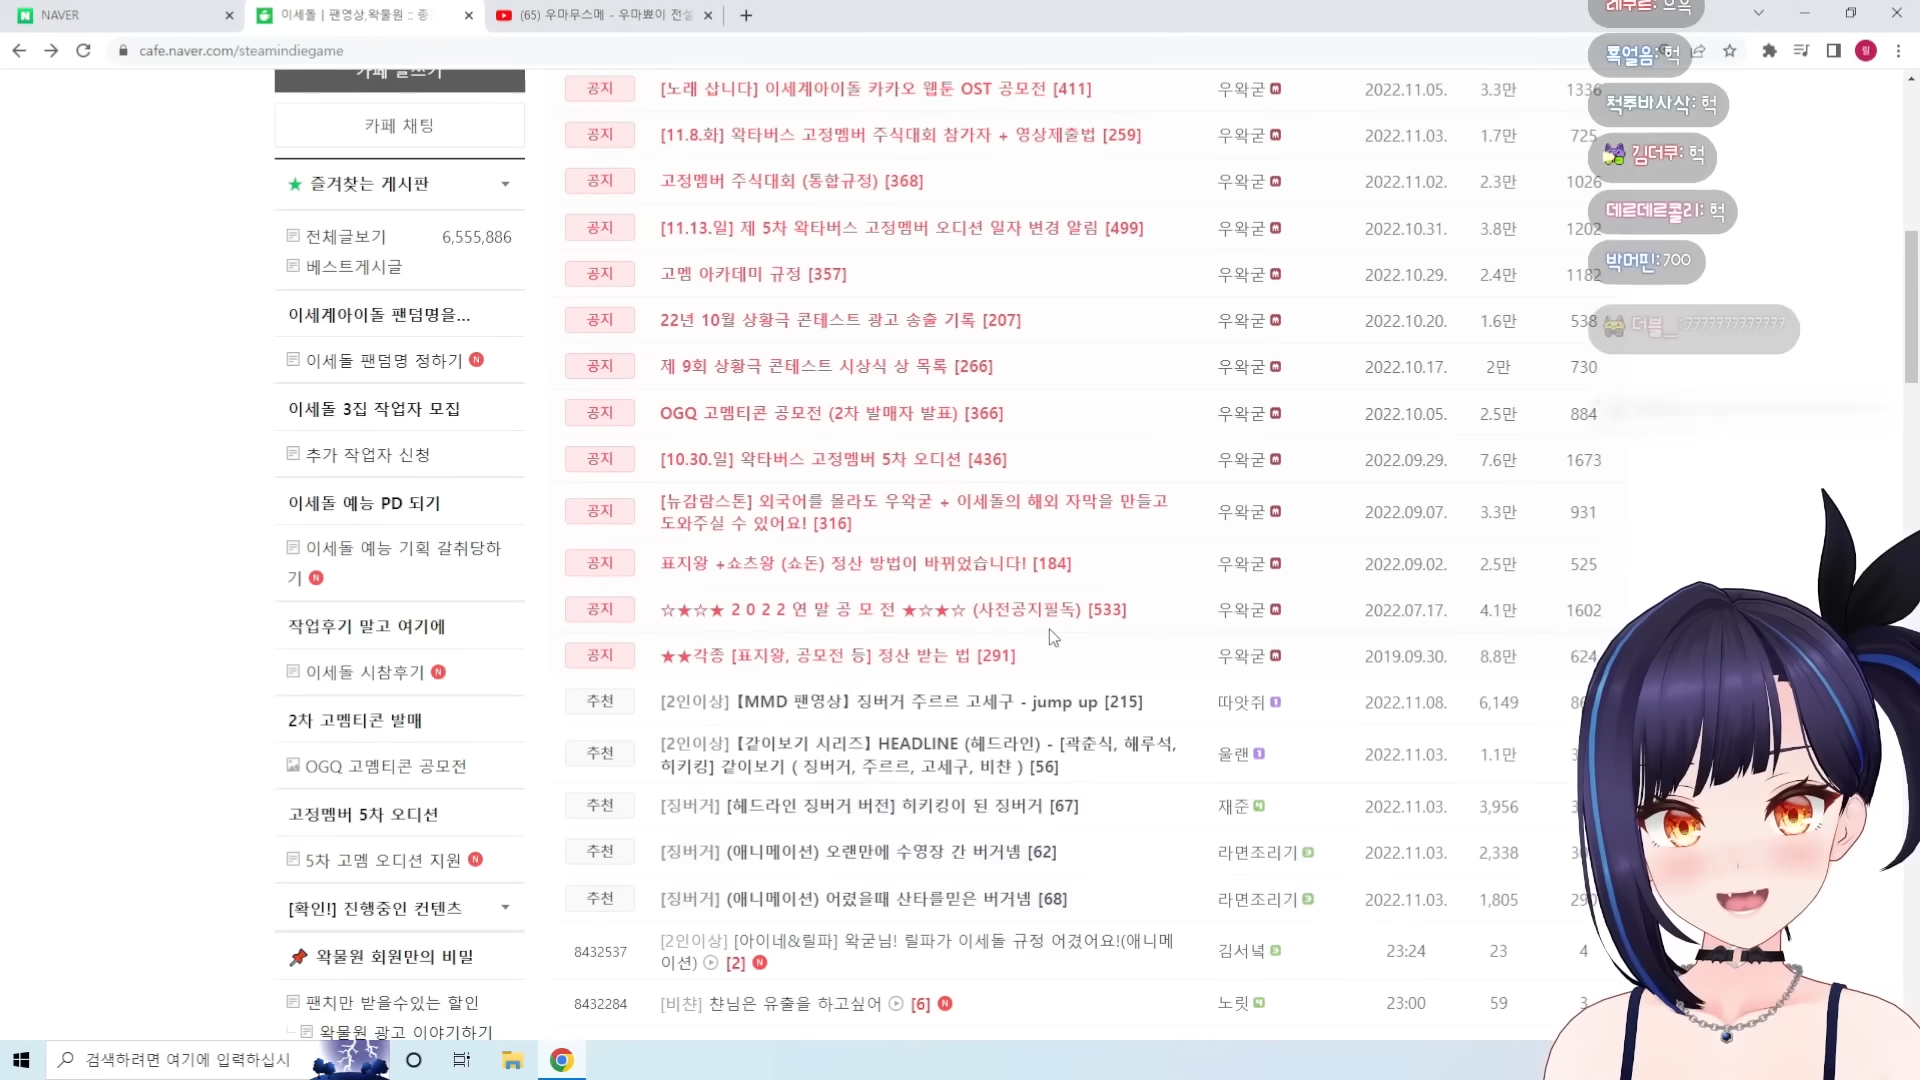 NAVER
이세돌 | 팬영상,왁물원 :: 종
(65) 우마무스메 - 우마뾰이 전설
cafe.naver.com/steamindiegame
카페 글쓰기
카페 채팅
즐겨찾는 게시판
전체글보기 6,555,886
베스트게시글
이세계아이돌 팬덤명을...
이세돌 팬덤명 정하기 N
이세돌 3집 작업자 모집
추가 작업자 신청
이세돌 예능 PD 되기
이세돌 예능 기획 갈취당하
기 N
작업후기 말고 여기에
이세돌 시참후기 N
2차 고멤티콘 발매
OGQ 고멤티콘 공모전
고정멤버 5차 오디션
5차 고멤 오디션 지원 N
[확인!] 진행중인 컨텐츠
왁물원 회원만의 비밀
팬치만 받을수있는 할인
왁물원 광고 이야기하기
공지 [노래 삽니다] 이세계아이돌 카카오 웹툰 OST 공모전 [411] 우왁굳 2022.11.05. 3.3만 1336
공지 [11.8.화] 왁타버스 고정멤버 주식대회 참가자 + 영상제출법 [259] 우왁굳 2022.11.03. 1.7만 725
공지 고정멤버 주식대회 (통합규정) [368] 우왁굳 2022.11.02. 2.3만 1026
공지 [11.13.일] 제 5차 왁타버스 고정멤버 오디션 일자 변경 알림 [499] 우왁굳 2022.10.31. 3.8만 1202
공지 고멤 아카데미 규정 [357] 우왁굳 2022.10.29. 2.4만 1182
공지 22년 10월 상황극 콘테스트 광고 송출 기록 [207] 우왁굳 2022.10.20. 1.6만 538
공지 제 9회 상황극 콘테스트 시상식 상 목록 [266] 우왁굳 2022.10.17. 2만 730
공지 OGQ 고멤티콘 공모전 (2차 발매자 발표) [366] 우왁굳 2022.10.05. 2.5만 884
공지 [10.30.일] 왁타버스 고정멤버 5차 오디션 [436] 우왁굳 2022.09.29. 7.6만 1673
공지 [뉴감람스톤] 외국어를 몰라도 우왁굳 + 이세돌의 해외 자막을 만들고
도와주실 수 있어요! [316] 우왁굳 2022.09.07. 3.3만 931
공지 표지왕 +쇼츠왕 (쇼돈) 정산 방법이 바뀌었습니다! [184] 우왁굳 2022.09.02. 2.5만 525
공지 ☆★☆★ 2 0 2 2 연 말 공 모 전 ★☆★☆ (사전공지필독) [533] 우왁굳 2022.07.17. 4.1만 1602
공지 ★★각종 [표지왕, 공모전 등] 정산 받는 법 [291] 우왁굳 2019.09.30. 8.8만 624
추천 [2인이상]【MMD 팬영상】징버거 주르르 고세구 - jump up [215] 따앗쥐 2022.11.08. 6,149
추천 [2인이상]【같이보기 시리즈】HEADLINE (헤드라인) - [곽춘식, 해루석,
히키킹] 같이보기 ( 징버거, 주르르, 고세구, 비챤 ) [56] 울랜 2022.11.03. 1.1만
추천 [징버거] [헤드라인 징버거 버전] 히키킹이 된 징버거 [67] 재준 2022.11.03. 3,956
추천 [징버거] (애니메이션) 오랜만에 수영장 간 버거넴 [62] 라면조리기 2022.11.03. 2,338
추천 [징버거] (애니메이션) 어렸을때 산타를믿은 버거넴 [68] 라면조리기 2022.11.03. 1,805 290
8432537 [2인이상] [아이네&릴파] 왁굳님! 릴파가 이세돌 규정 어겼어요!(애니메
이션) [2] N 김서녘 23:24 23 4
8432284 [비챤] 챤님은 유출을 하고싶어 [6] N 노릿 23:00 59 3
흑얼음: 헉
척추바사삭: 헉
김더쿠: 헉
데르데르콜리: 헉
박머민: 700
더블_: ?????????????
릴
검색하려면 여기에 입력하십시